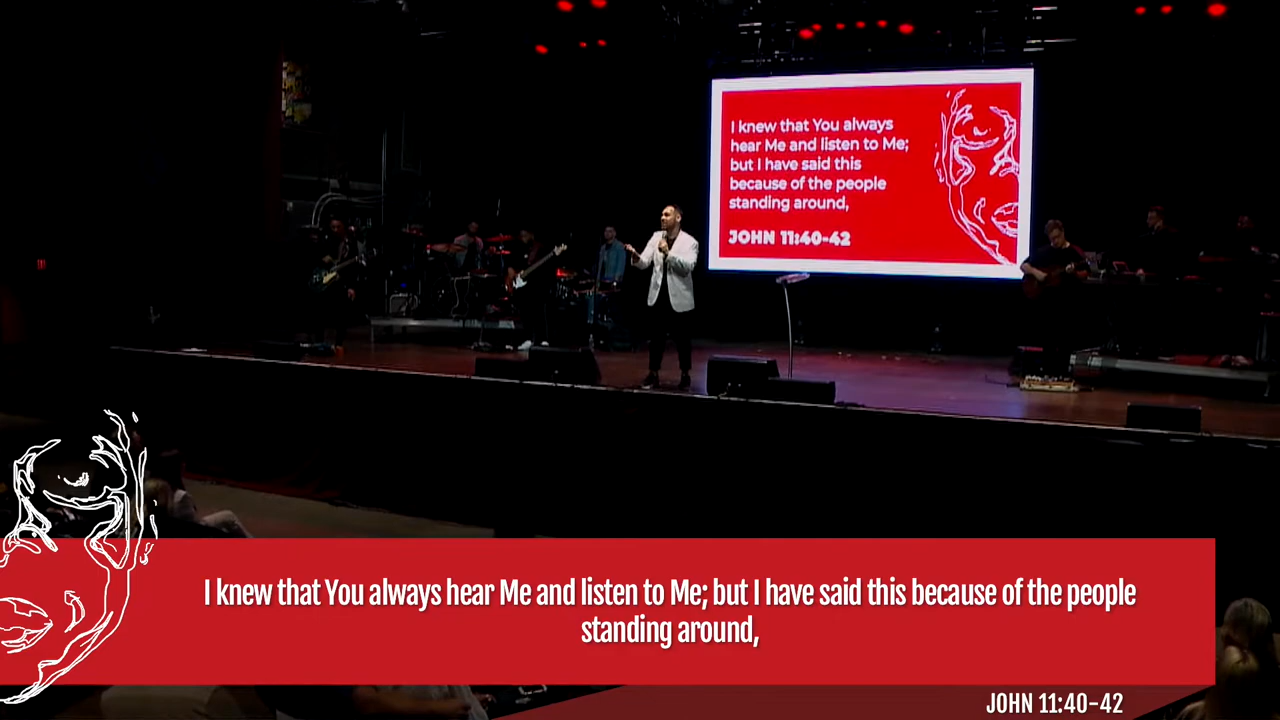 I knew that You always
hear Me and listen to Me;
but I have said this
because of the people
standing around,
JOHN 11:40-42
I knew that You always hear Me and listen to Me; but I have said this because of the people
standing around,
JOHN 11:40-42